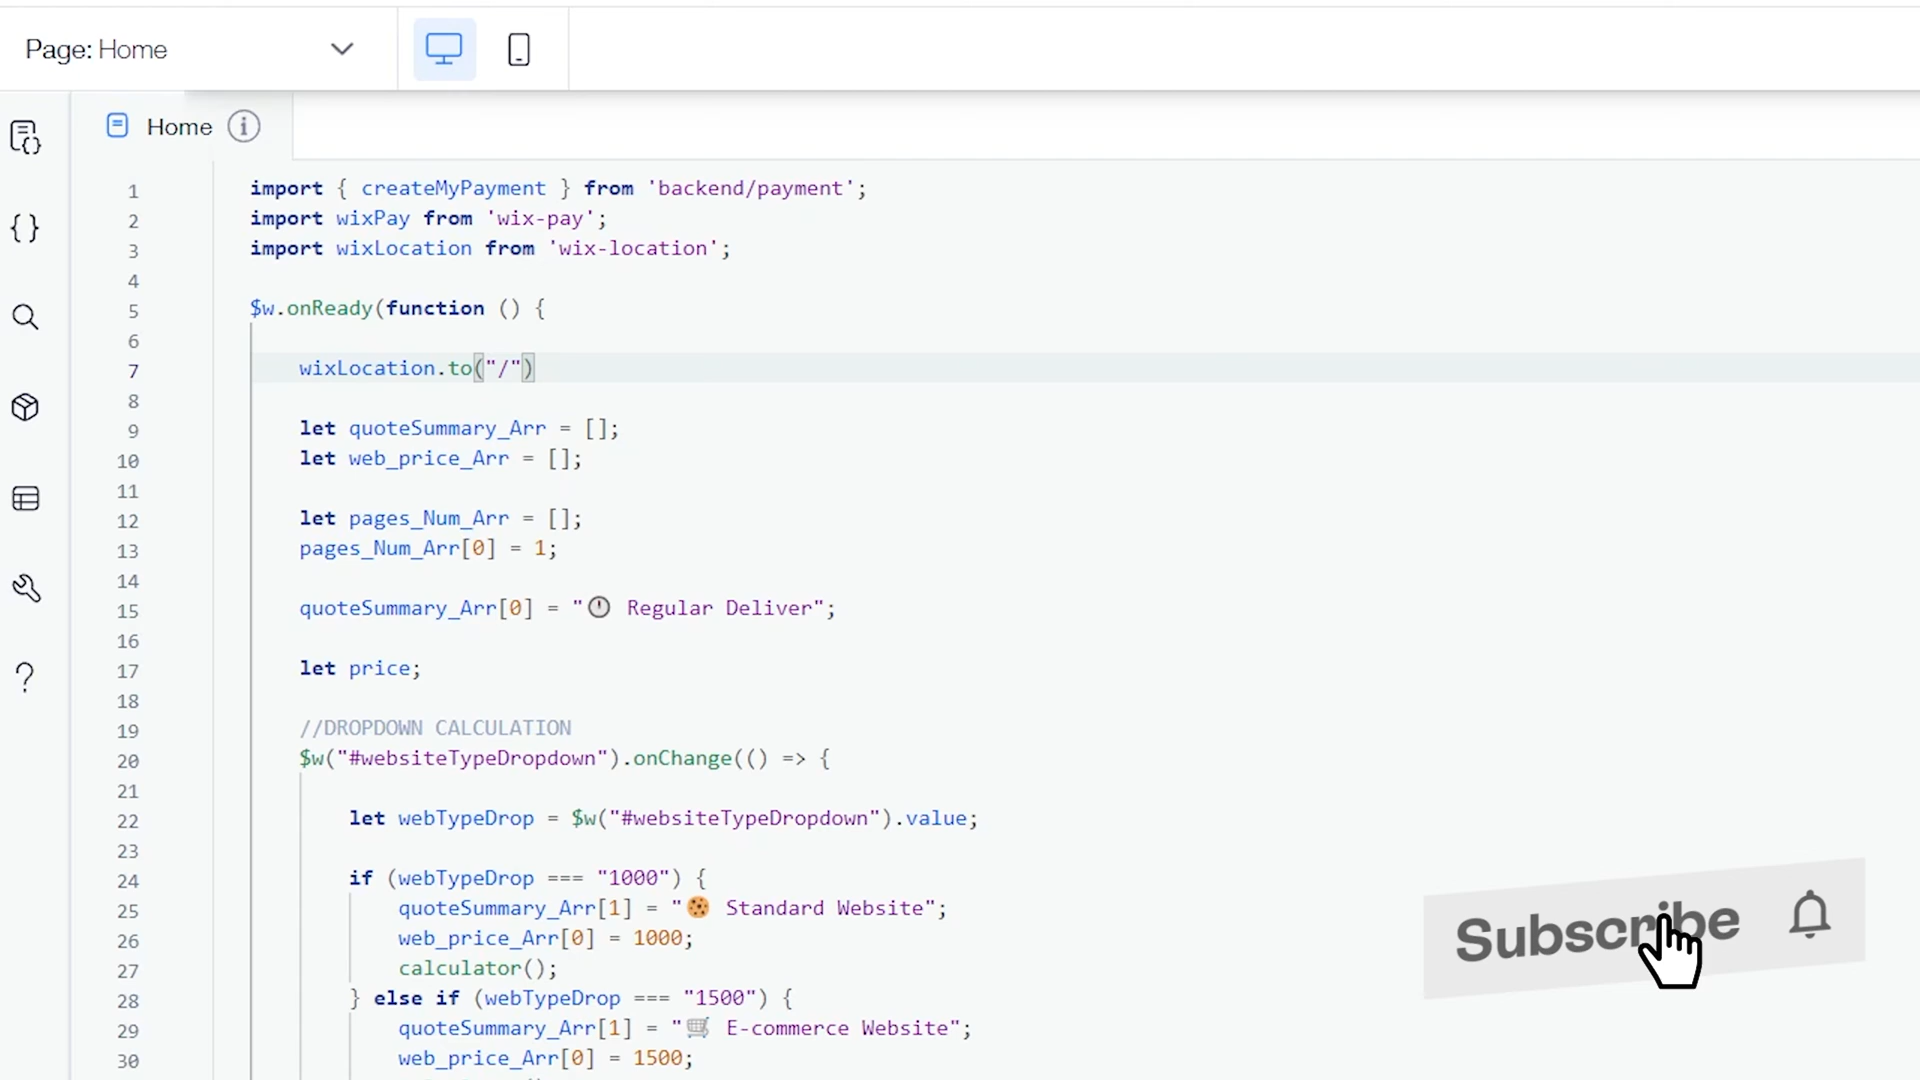 Page: Home
Home
1 import { createMyPayment } from 'backend/payment';
2 import wixPay from 'wix-pay';
3 import wixLocation from 'wix-location';
4
5 $w.onReady(function () {
6
7 wixLocation.to("/")
8
9 let quoteSummary_Arr = [];
10 let web_price_Arr = [];
11
12 let pages_Num_Arr = [];
13 pages_Num_Arr[0] = 1;
14
15 quoteSummary_Arr[0] = "🕛 Regular Deliver";
16
17 let price;
18
19 //DROPDOWN CALCULATION
20 $w("#websiteTypeDropdown").onChange(() => {
21
22 let webTypeDrop = $w("#websiteTypeDropdown").value;
23
24 if (webTypeDrop === "1000") {
25 quoteSummary_Arr[1] = "🍪 Standard Website";
26 web_price_Arr[0] = 1000;
27 calculator();
28 } else if (webTypeDrop === "1500") {
29 quoteSummary_Arr[1] = "🛒 E-commerce Website";
30 web_price_Arr[0] = 1500;
Subscribe